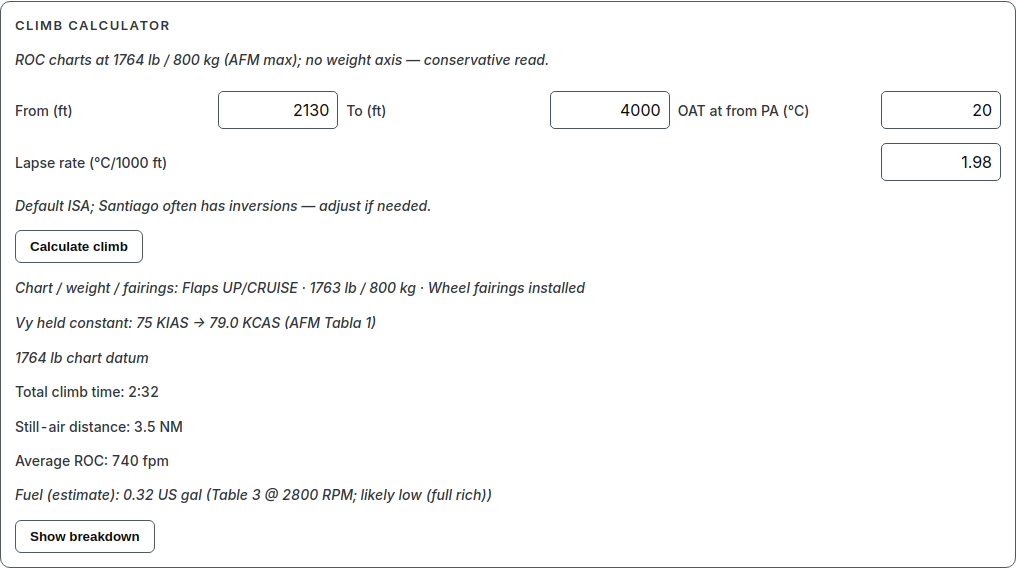 CLIMB CALCULATOR
ROC charts at 1764 lb / 800 kg (AFM max); no weight axis — conservative read.
From (ft) 2130 To (ft) 4000 OAT at from PA (°C) 20
Lapse rate (°C/1000 ft) 1.98
Default ISA; Santiago often has inversions — adjust if needed.
Calculate climb
Chart / weight / fairings: Flaps UP/CRUISE · 1763 lb / 800 kg · Wheel fairings installed
Vy held constant: 75 KIAS → 79.0 KCAS (AFM Tabla 1)
1764 lb chart datum
Total climb time: 2:32
Still-air distance: 3.5 NM
Average ROC: 740 fpm
Fuel (estimate): 0.32 US gal (Table 3 @ 2800 RPM; likely low (full rich))
Show breakdown